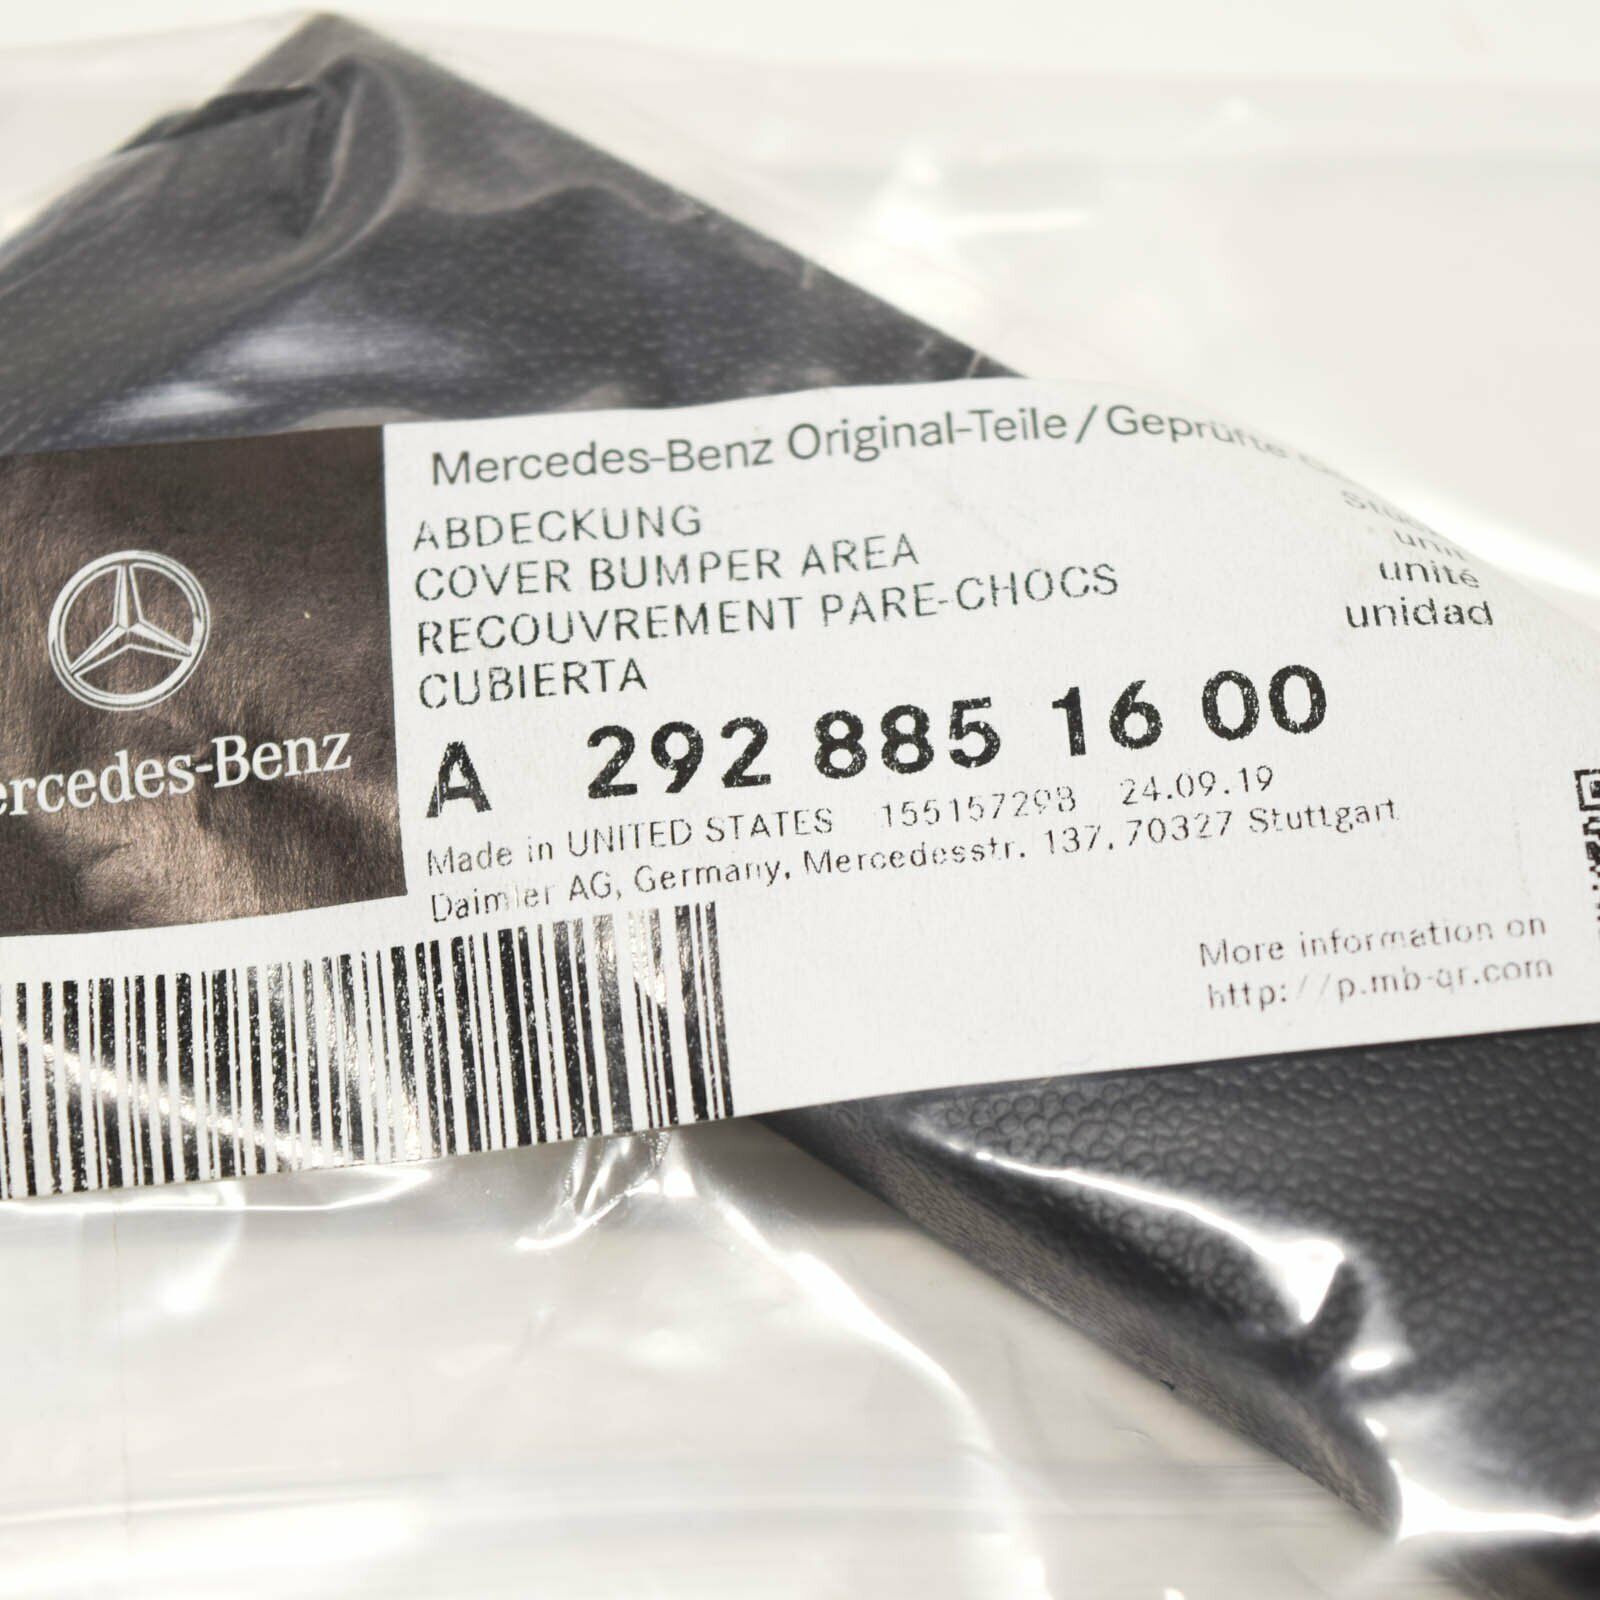 Mercedes-Benz Original-Teile / Geprüfte
ABDECKUNG
COVER BUMPER AREA
RECOUVREMENT PARE-CHOCS
CUBIERTA
unit
unité
unidad
A 292 885 16 00
Made in UNITED STATES 155157298 24.09.19
Daimler AG, Germany, Mercedesstr. 137, 70327 Stuttgart
More information on
http://p.mb-qr.com
ercedes-Benz